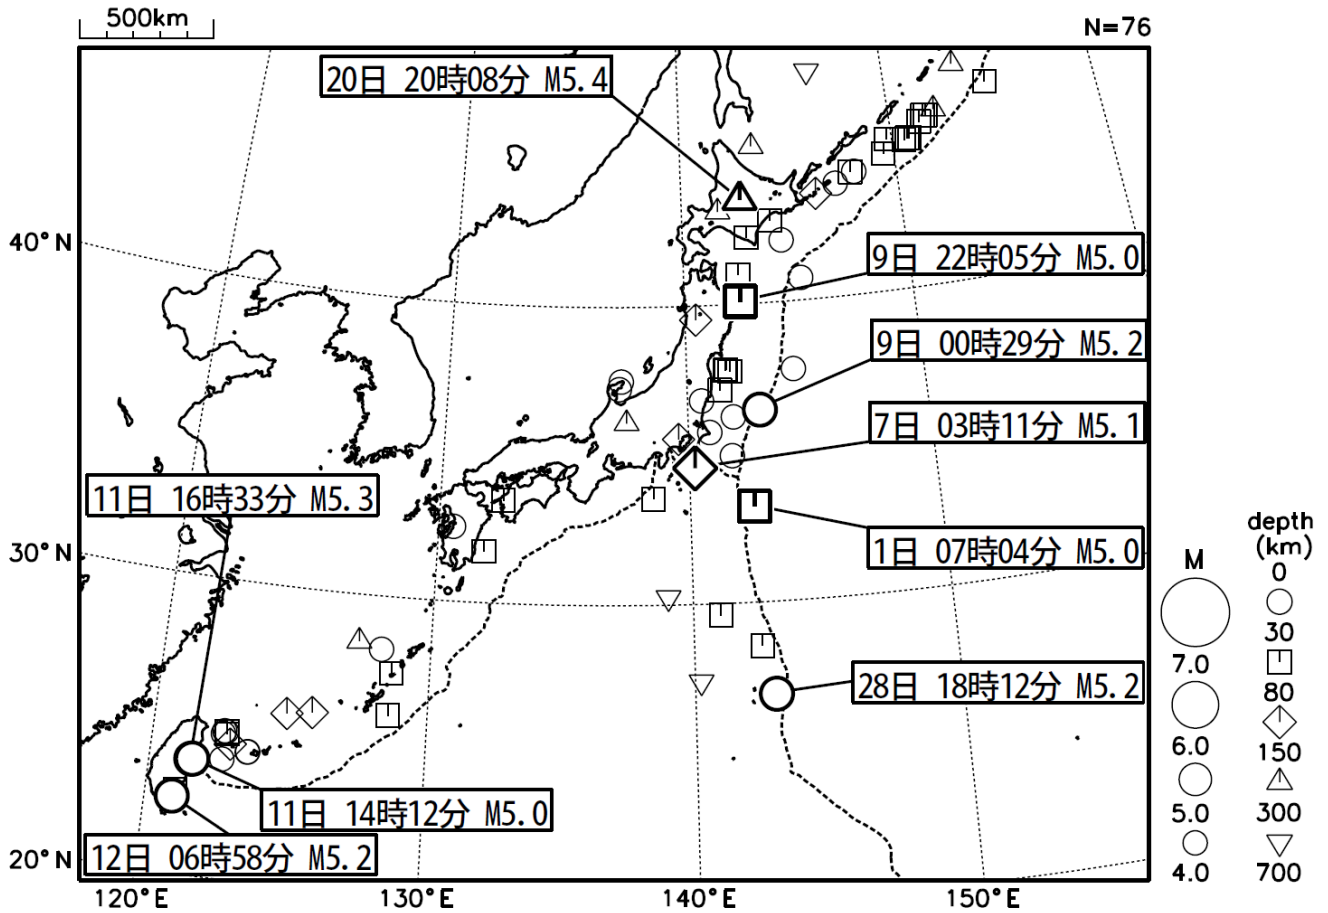 500km
N=76
20日 20時08分 M5.4
40°N
9日 22時05分 M5.0
9日 00時29分 M5.2
7日 03時11分 M5.1
11日 16時33分 M5.3
1日 07時04分 M5.0
30°N
28日 18時12分 M5.2
11日 14時12分 M5.0
12日 06時58分 M5.2
20°N
120°E
130°E
140°E
150°E
M
7.0
6.0
5.0
4.0
depth
(km)
0
30
80
150
300
700